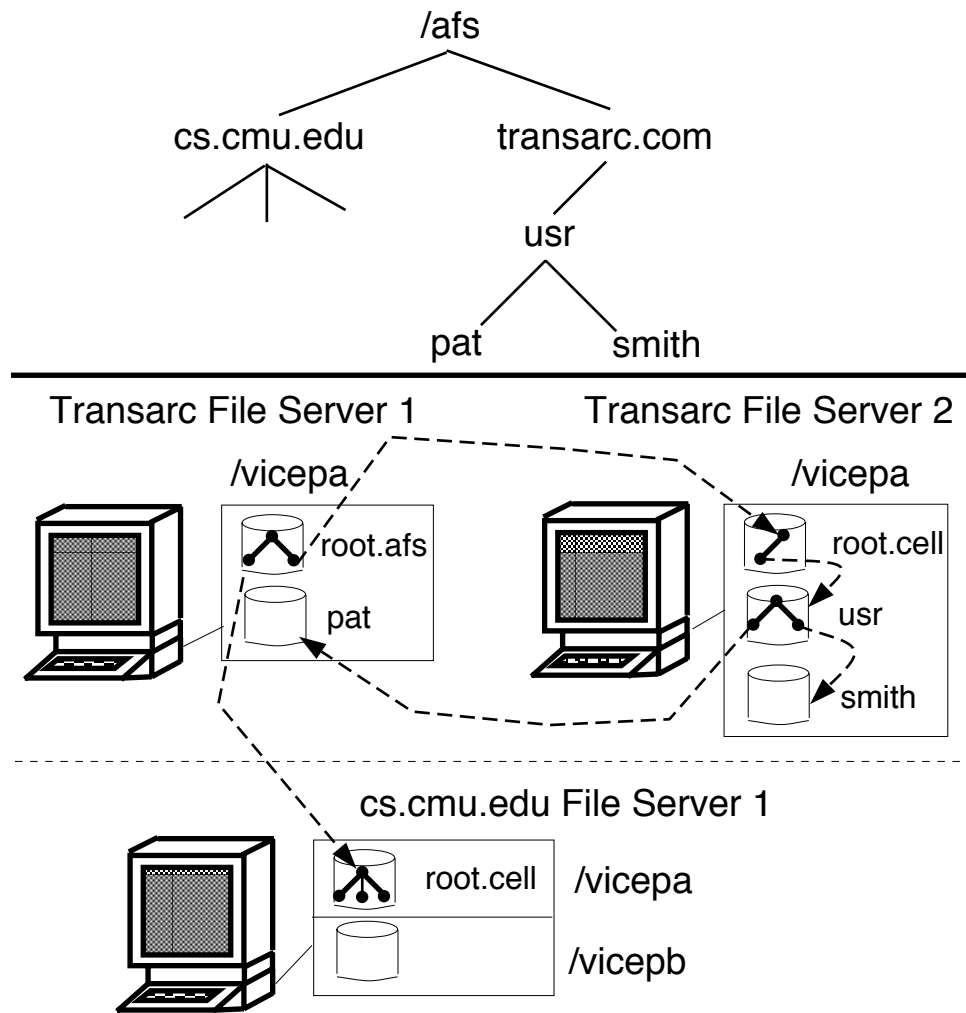 /afs
cs.cmu.edu
transarc.com
usr
pat
smith
Transarc File Server 1
Transarc File Server 2
/vicepa
/vicepa
root.afs
pat
root.cell
usr
smith
cs.cmu.edu File Server 1
root.cell
/vicepa
/vicepb